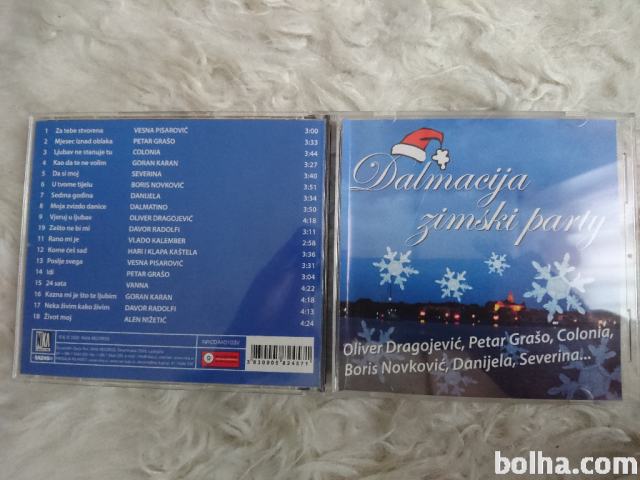 1 Za tebe stvorena VESNA PISAROVIĆ 3:00
2 Mjesec iznad oblaka PETAR GRAŠO 3:33
3 Ljubav ne stanuje tu COLONIA 3:44
4 Kao da te ne volim GORAN KARAN 3:27
5 Da si moj SEVERINA 3:40
6 U tvome tijelu BORIS NOVKOVIĆ 3:51
7 Sedma godina DANIJELA 3:34
8 Moja zvizdo danice DALMATINO 3:50
9 Vjeruj u ljubav OLIVER DRAGOJEVIĆ 4:18
10 Zašto ne bi mi DAVOR RADOLFI 3:11
11 Rano mi je VLADO KALEMBER 2:58
12 Kome ćeš sad HARI I KLAPA KAŠTELA 3:36
13 Poslje svega VESNA PISAROVIĆ 3:31
14 Idi PETAR GRAŠO 3:04
15 24 sata VANNA 4:22
16 Kazna mi je što te ljubim GORAN KARAN 4:18
17 Neka živim kako živim DAVOR RADOLFI 4:13
18 Život moj ALEN NIŽETIĆ 4:24
NIKA
Dalmacija
zimski party
Oliver Dragojević, Petar Grašo, Colonia,
Boris Novković, Danijela, Severina...
bolha.com